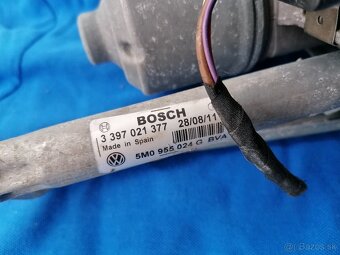 BOSCH
3 397 021 377 28/08/11
Made in Spain
5M0 955 024 G BVA
© bazos.sk